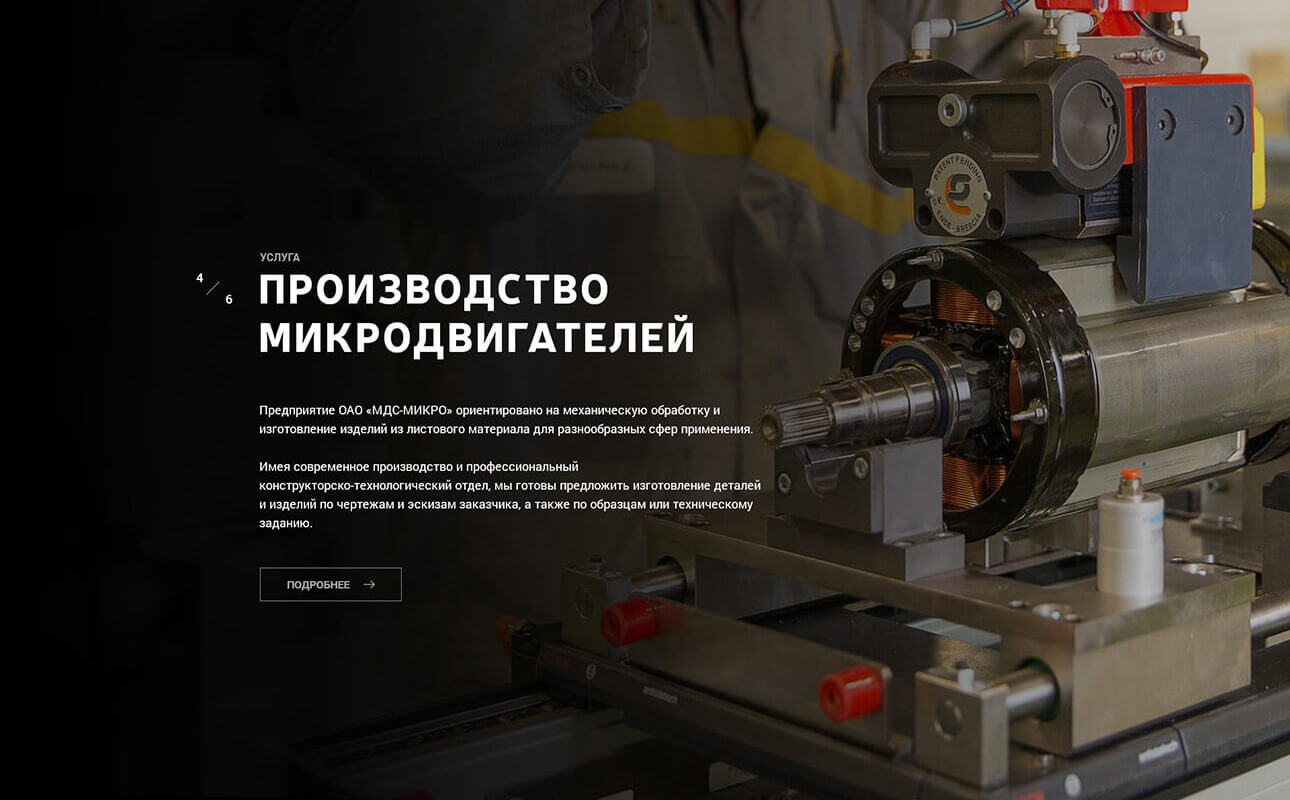 УСЛУГА
4
6
ПРОИЗВОДСТВО
МИКРОДВИГАТЕЛЕЙ
Предприятие ОАО «МДС-МИКРО» ориентировано на механическую обработку и
изготовление изделий из листового материала для разнообразных сфер применения.
Имея современное производство и профессиональный
конструкторско-технологический отдел, мы готовы предложить изготовление деталей
и изделий по чертежам и эскизам заказчика, а также по образцам или техническому
заданию.
ПОДРОБНЕЕ →
PATENT PENDING